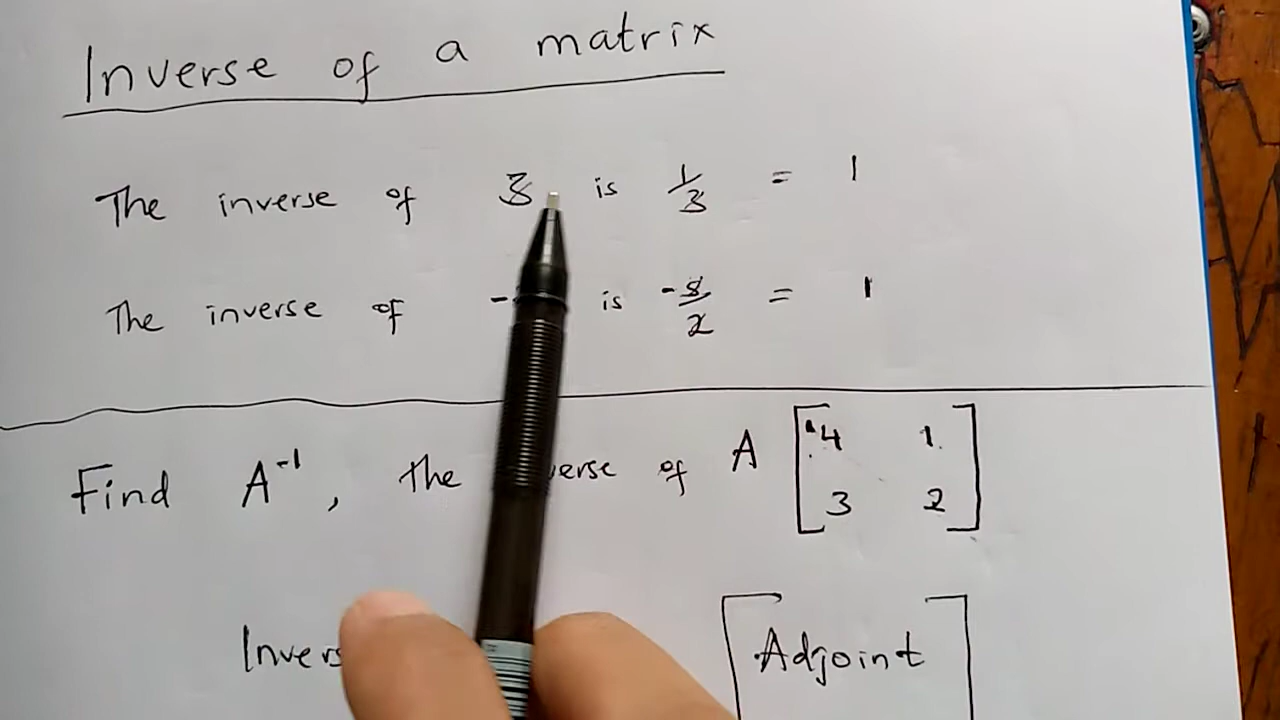 Inverse of a matrix
The inverse of 3 is 1/3 = 1
The inverse of - is -3/2 = 1
Find A⁻¹, The erse of A [4 1
3 2]
Inver [Adjoint]